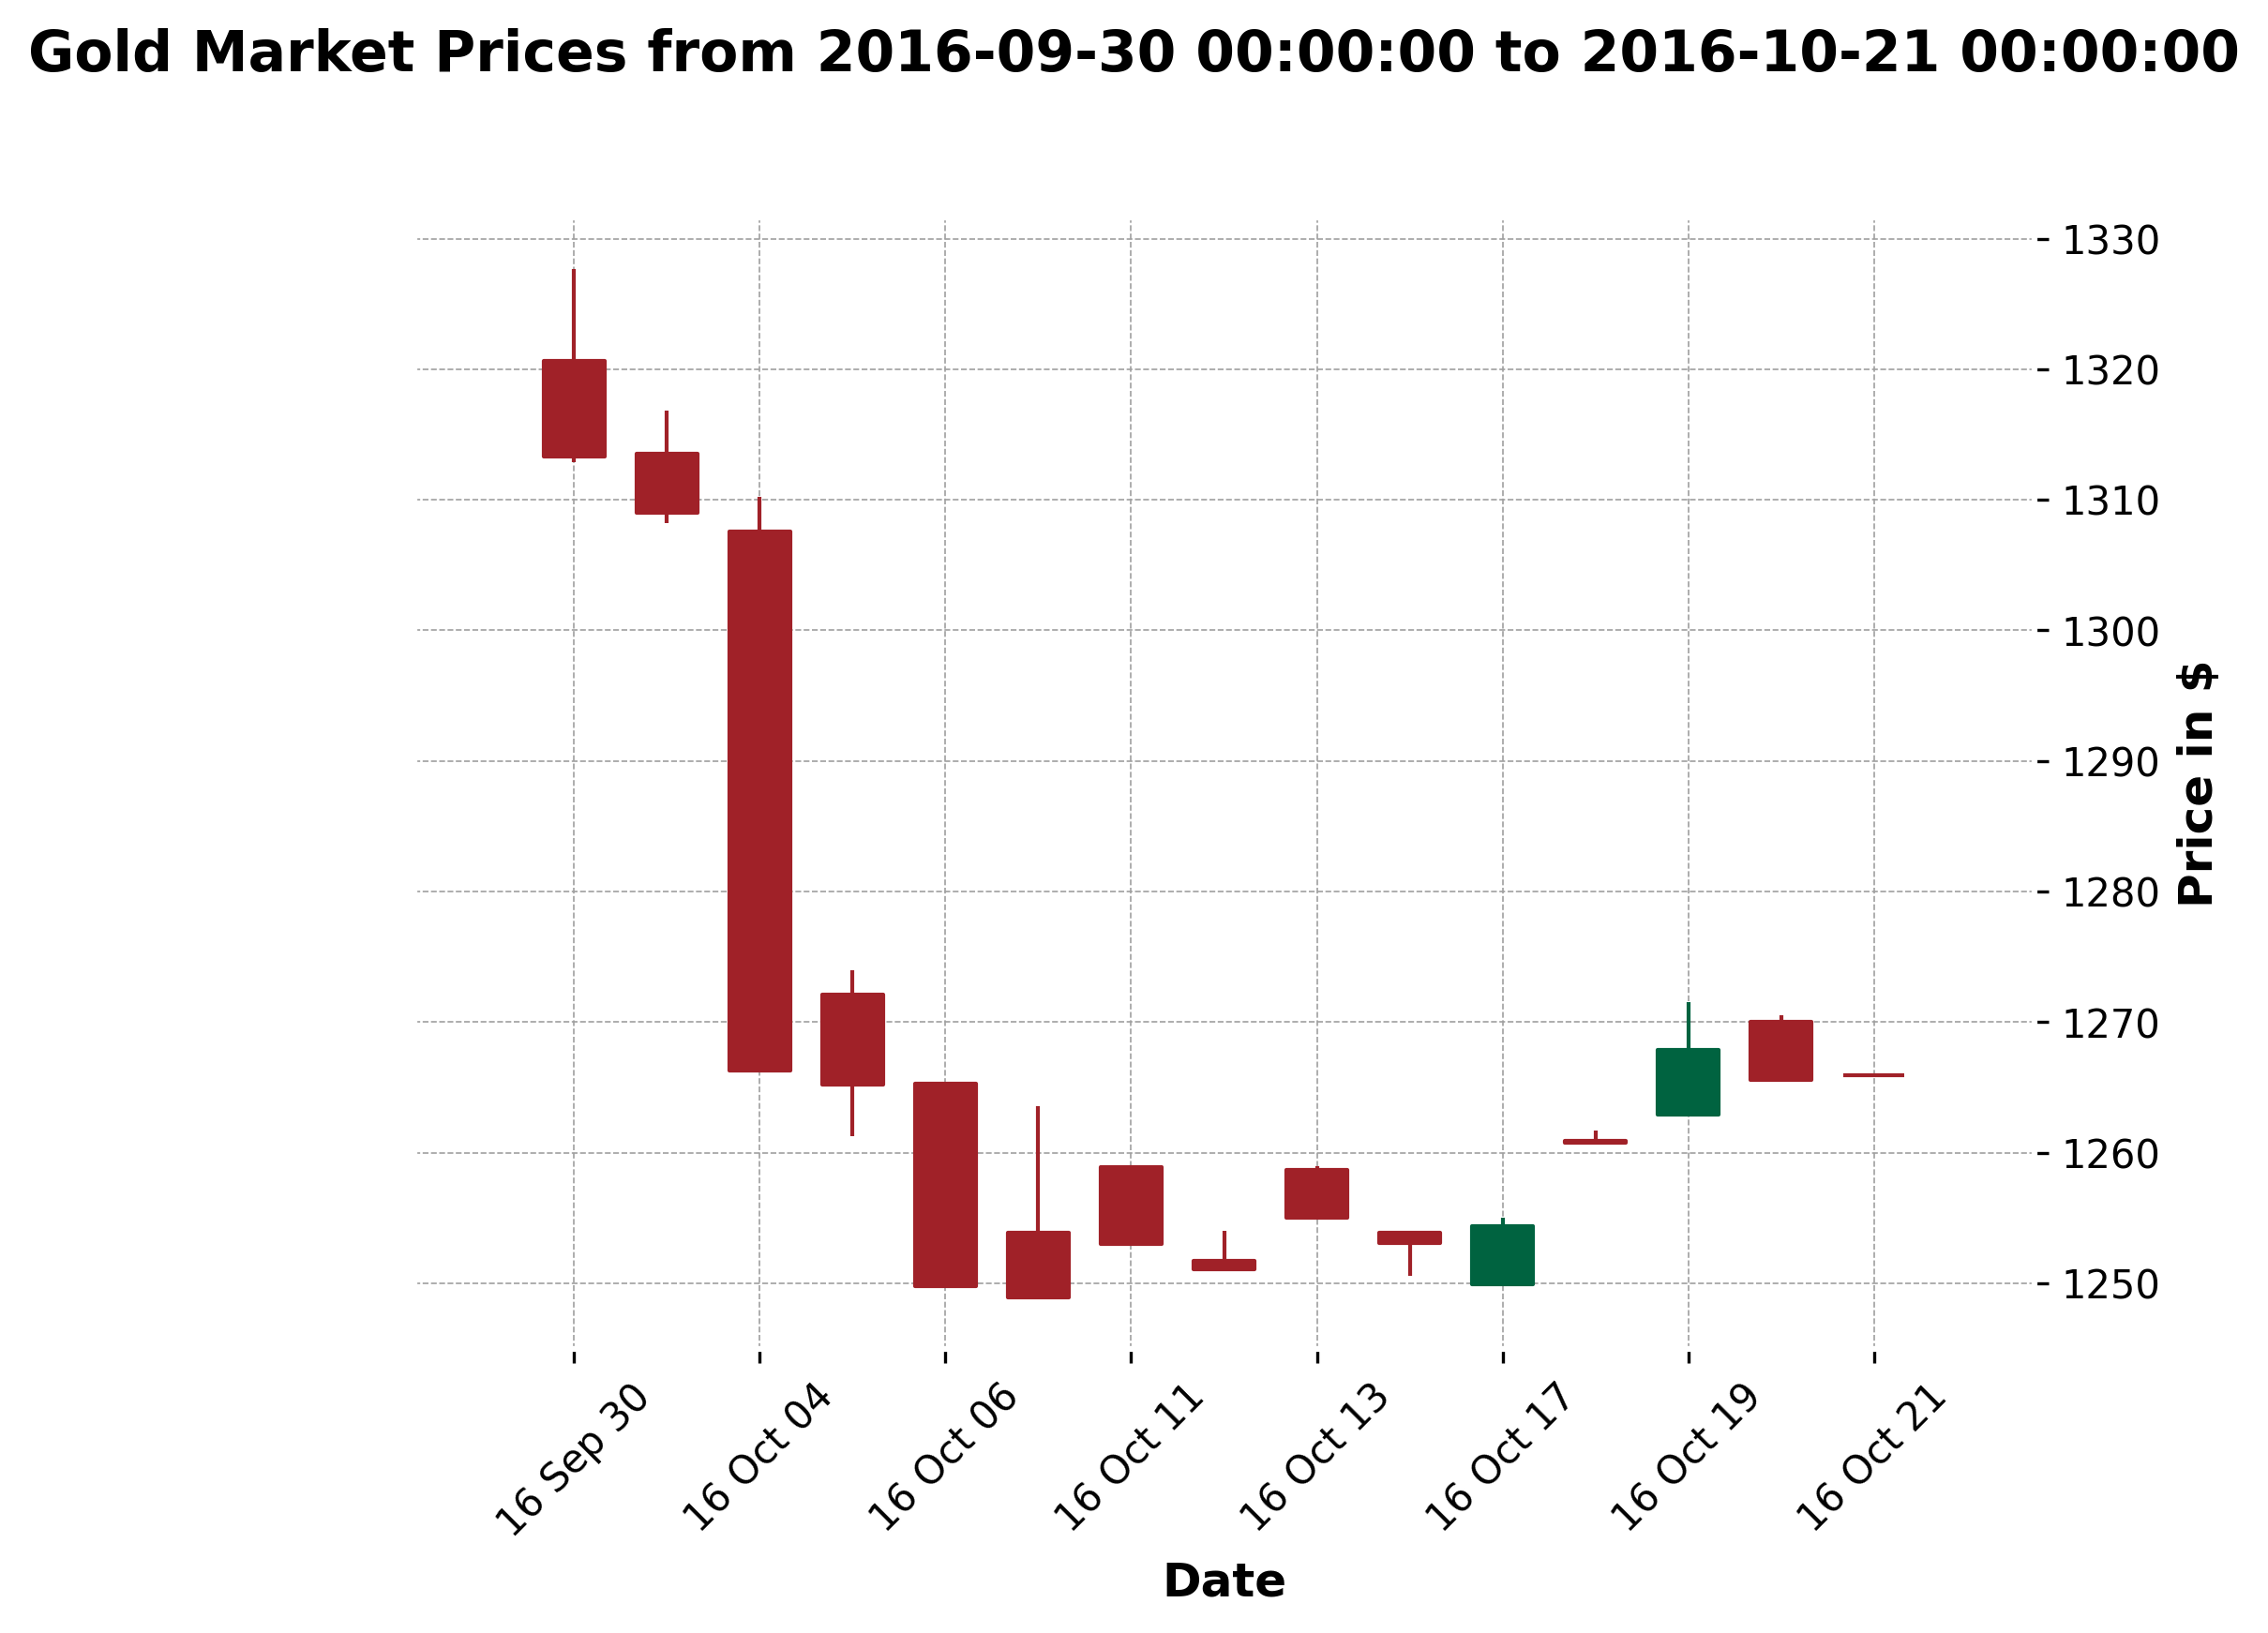 Gold Market Prices from 2016-09-30 00:00:00 to 2016-10-21 00:00:00
1330
1320
1310
1300
1290
1280
1270
1260
1250
Price in $
16 Sep 30
16 Oct 04
16 Oct 06
16 Oct 11
16 Oct 13
16 Oct 17
16 Oct 19
16 Oct 21
Date